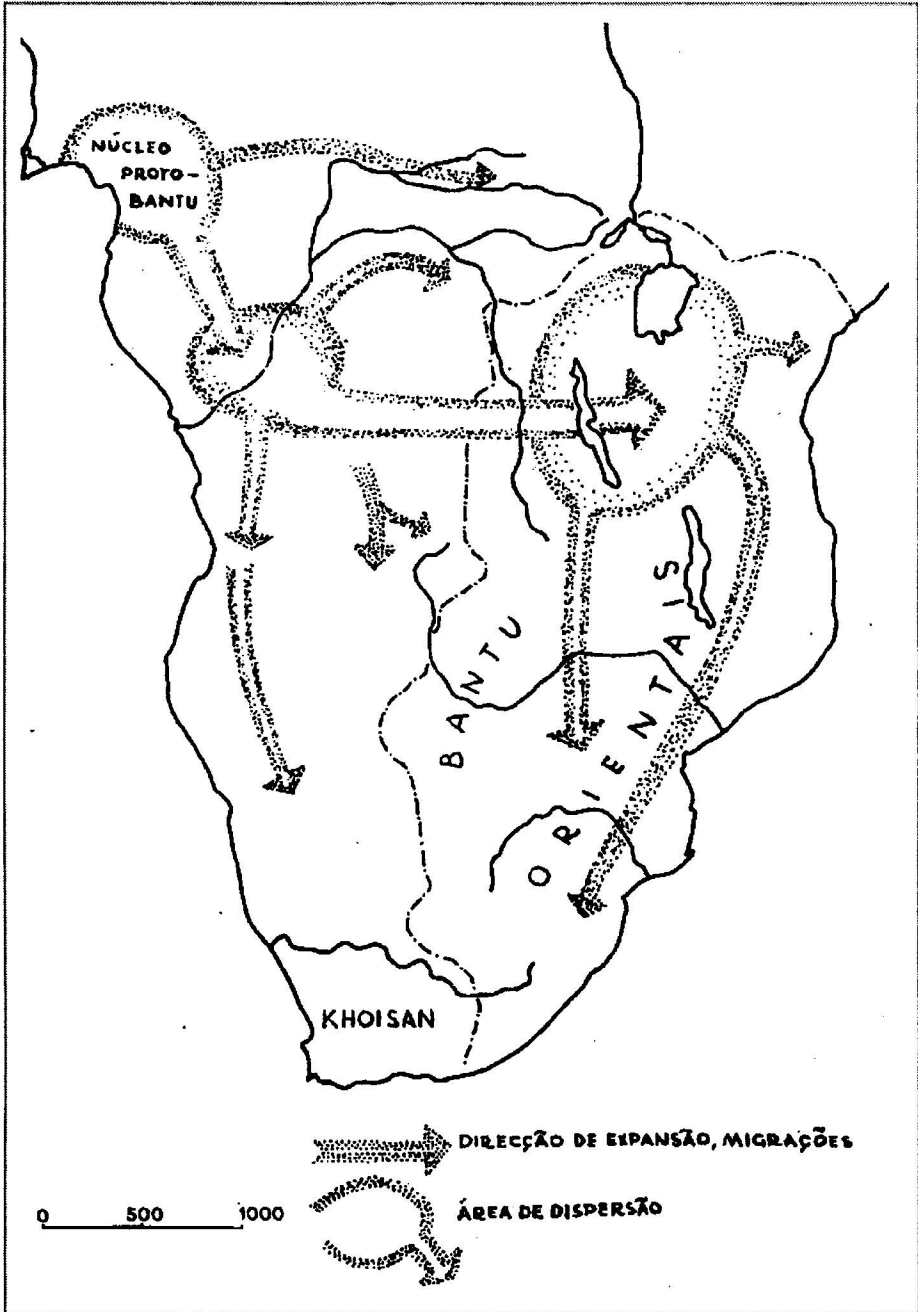 NÚCLEO
PROTO-
BANTU
BANTU
ORIENTAIS
KHOISAN
DIRECÇÃO DE EXPANSÃO, MIGRAÇÕES
0 500 1000
ÁREA DE DISPERSÃO